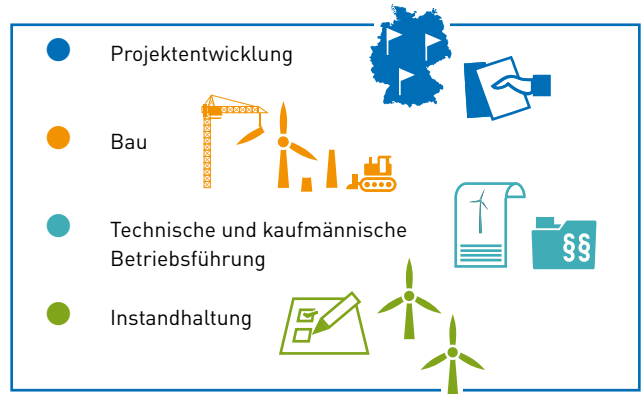 Projektentwicklung
Bau
Technische und kaufmännische
Betriebsführung
§§
Instandhaltung